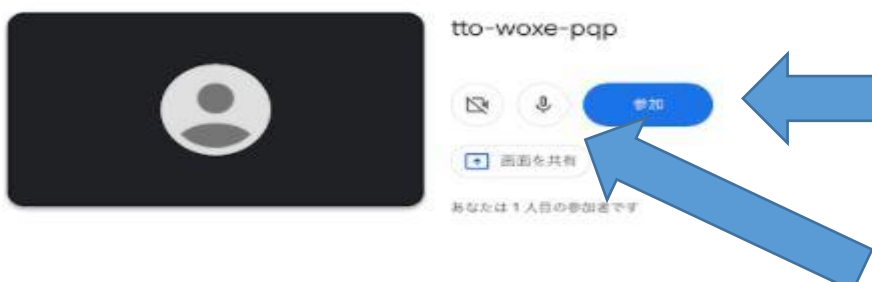 tto-woxe-pqp
参加
画面を共有
あなたは 1 人目の参加者です